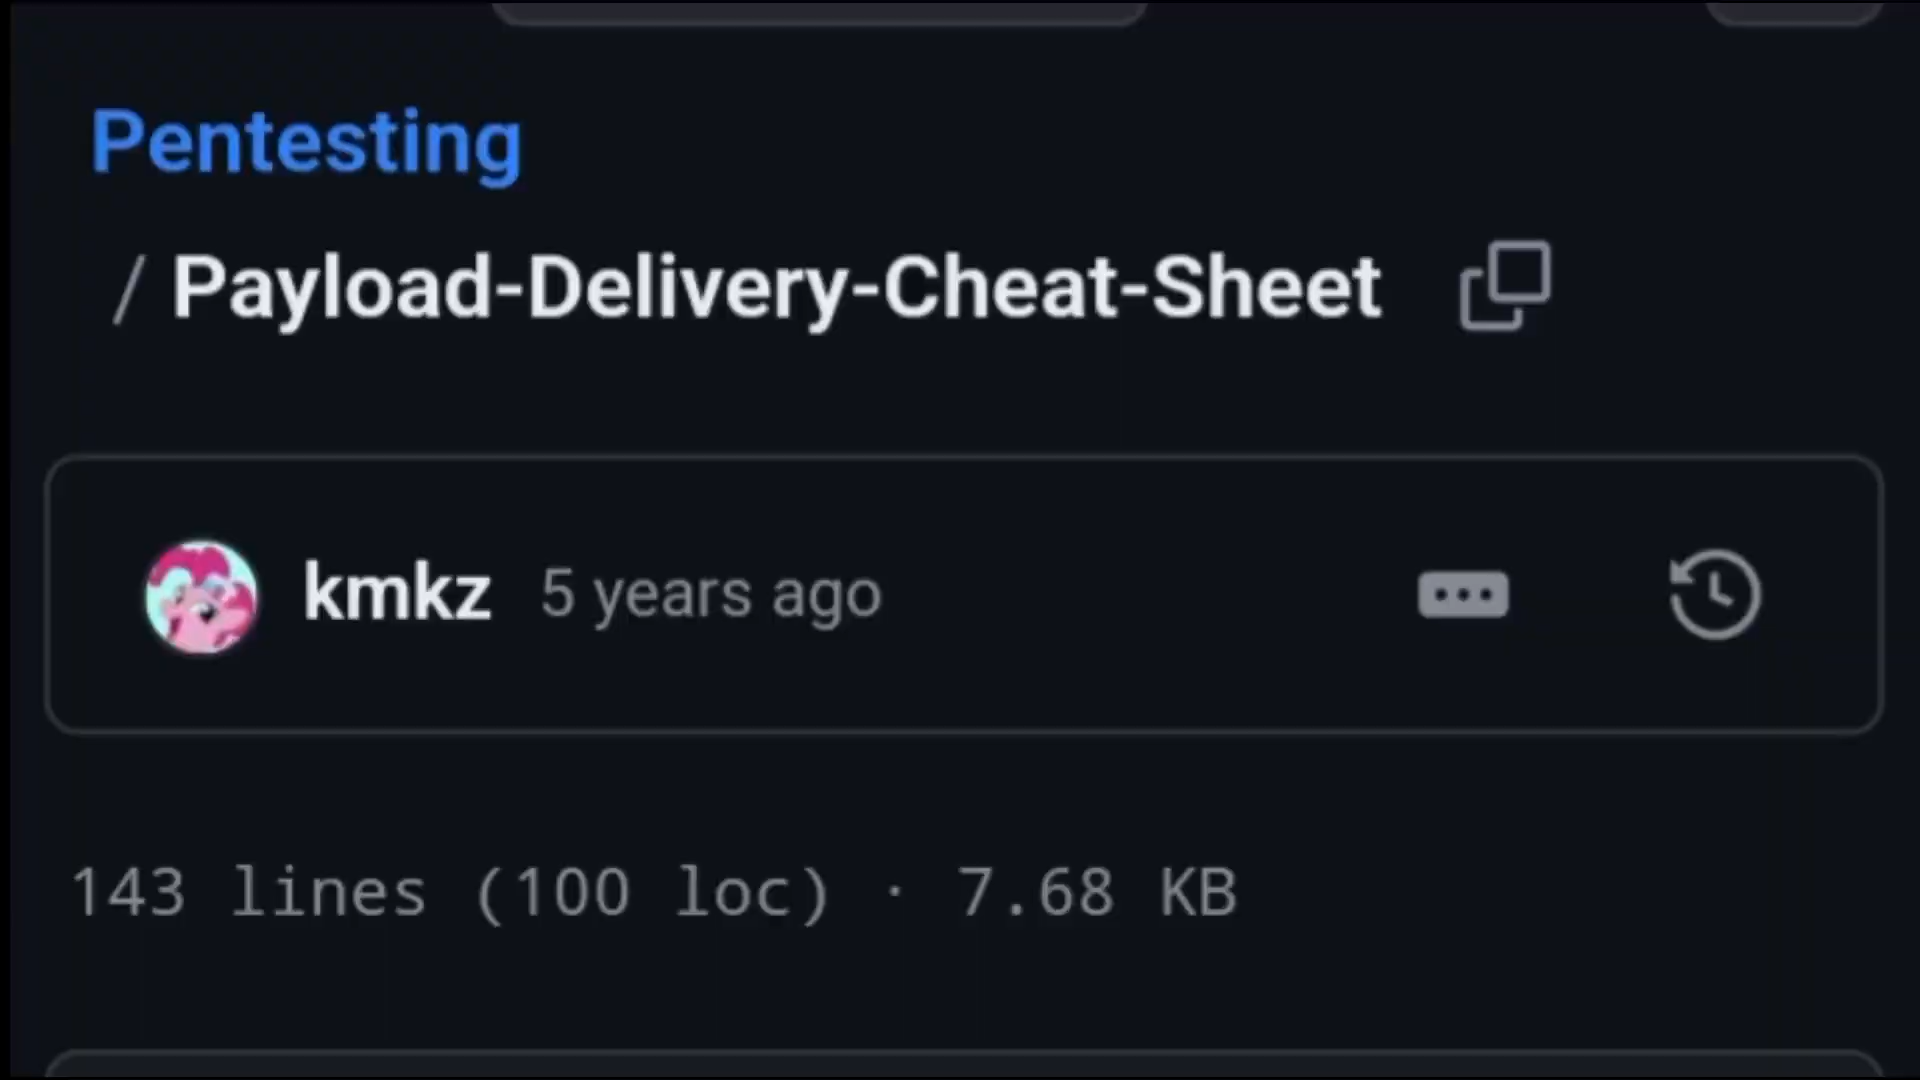 Pentesting
/ Payload-Delivery-Cheat-Sheet
kmkz 5 years ago
143 lines (100 loc) · 7.68 KB